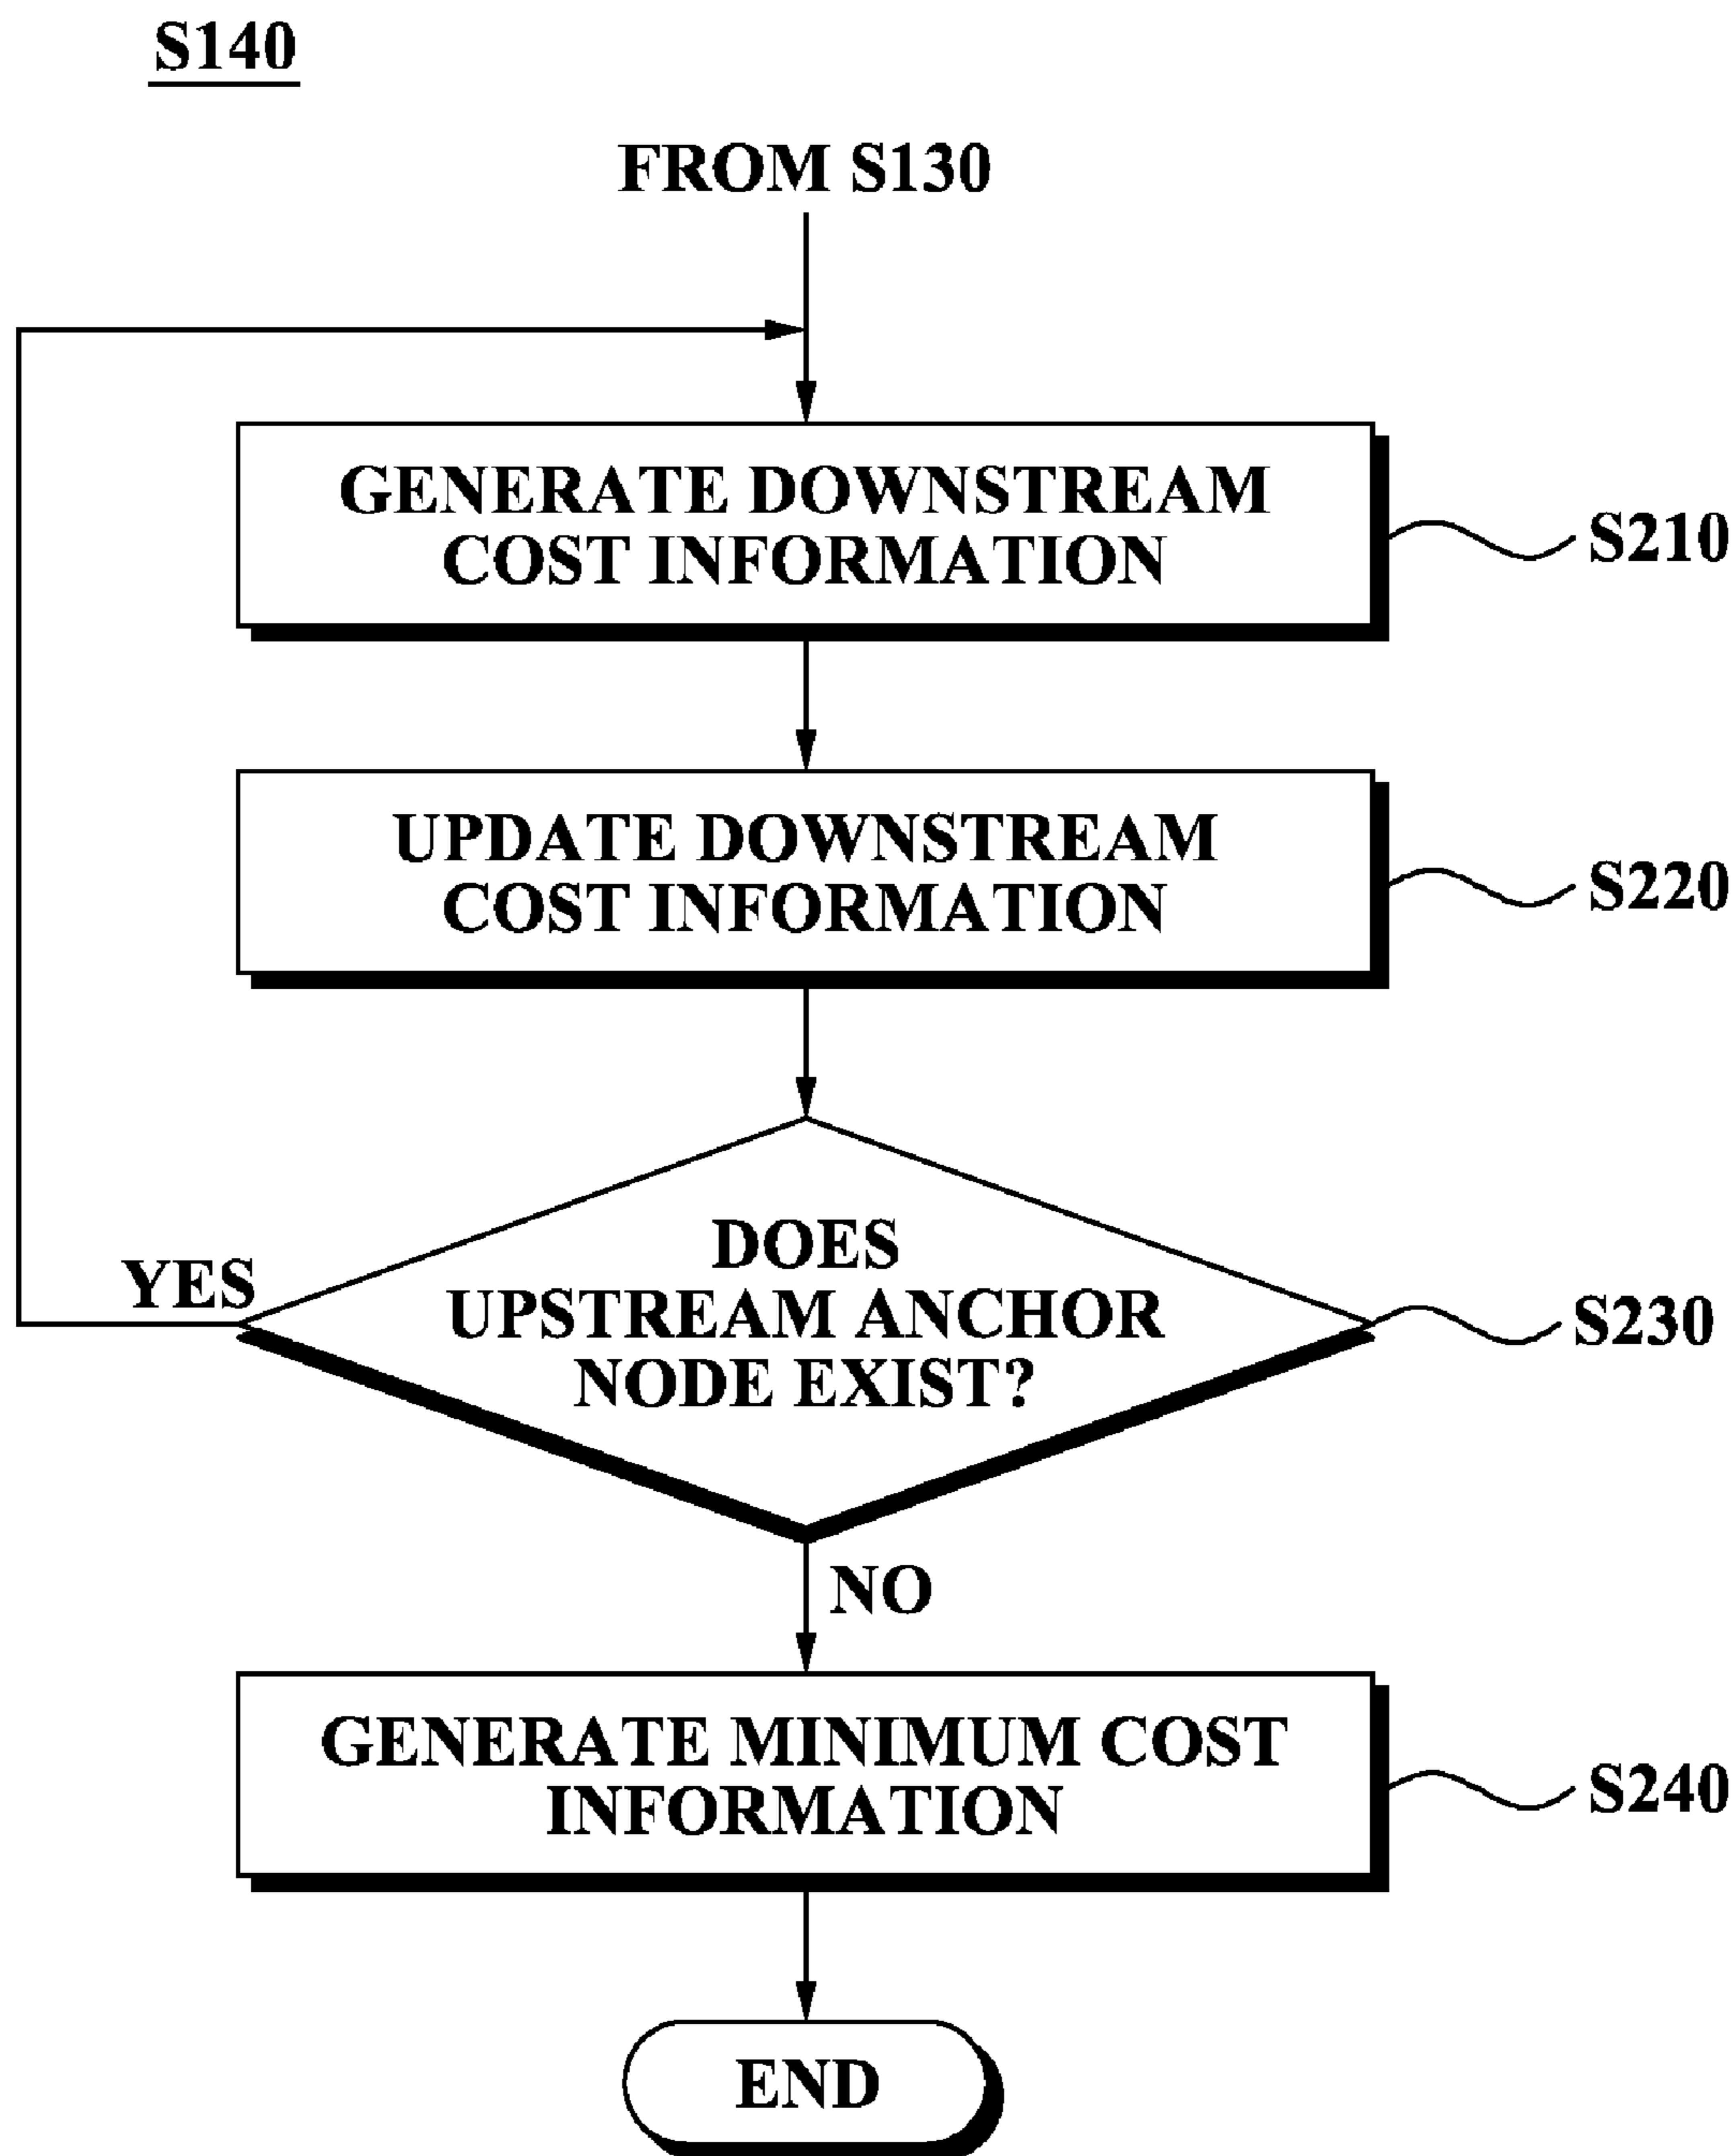 S140
FROM S130
GENERATE DOWNSTREAM
COST INFORMATION
S210
UPDATE DOWNSTREAM
COST INFORMATION
S220
DOES
UPSTREAM ANCHOR
NODE EXIST?
YES
S230
NO
GENERATE MINIMUM COST
INFORMATION
S240
END